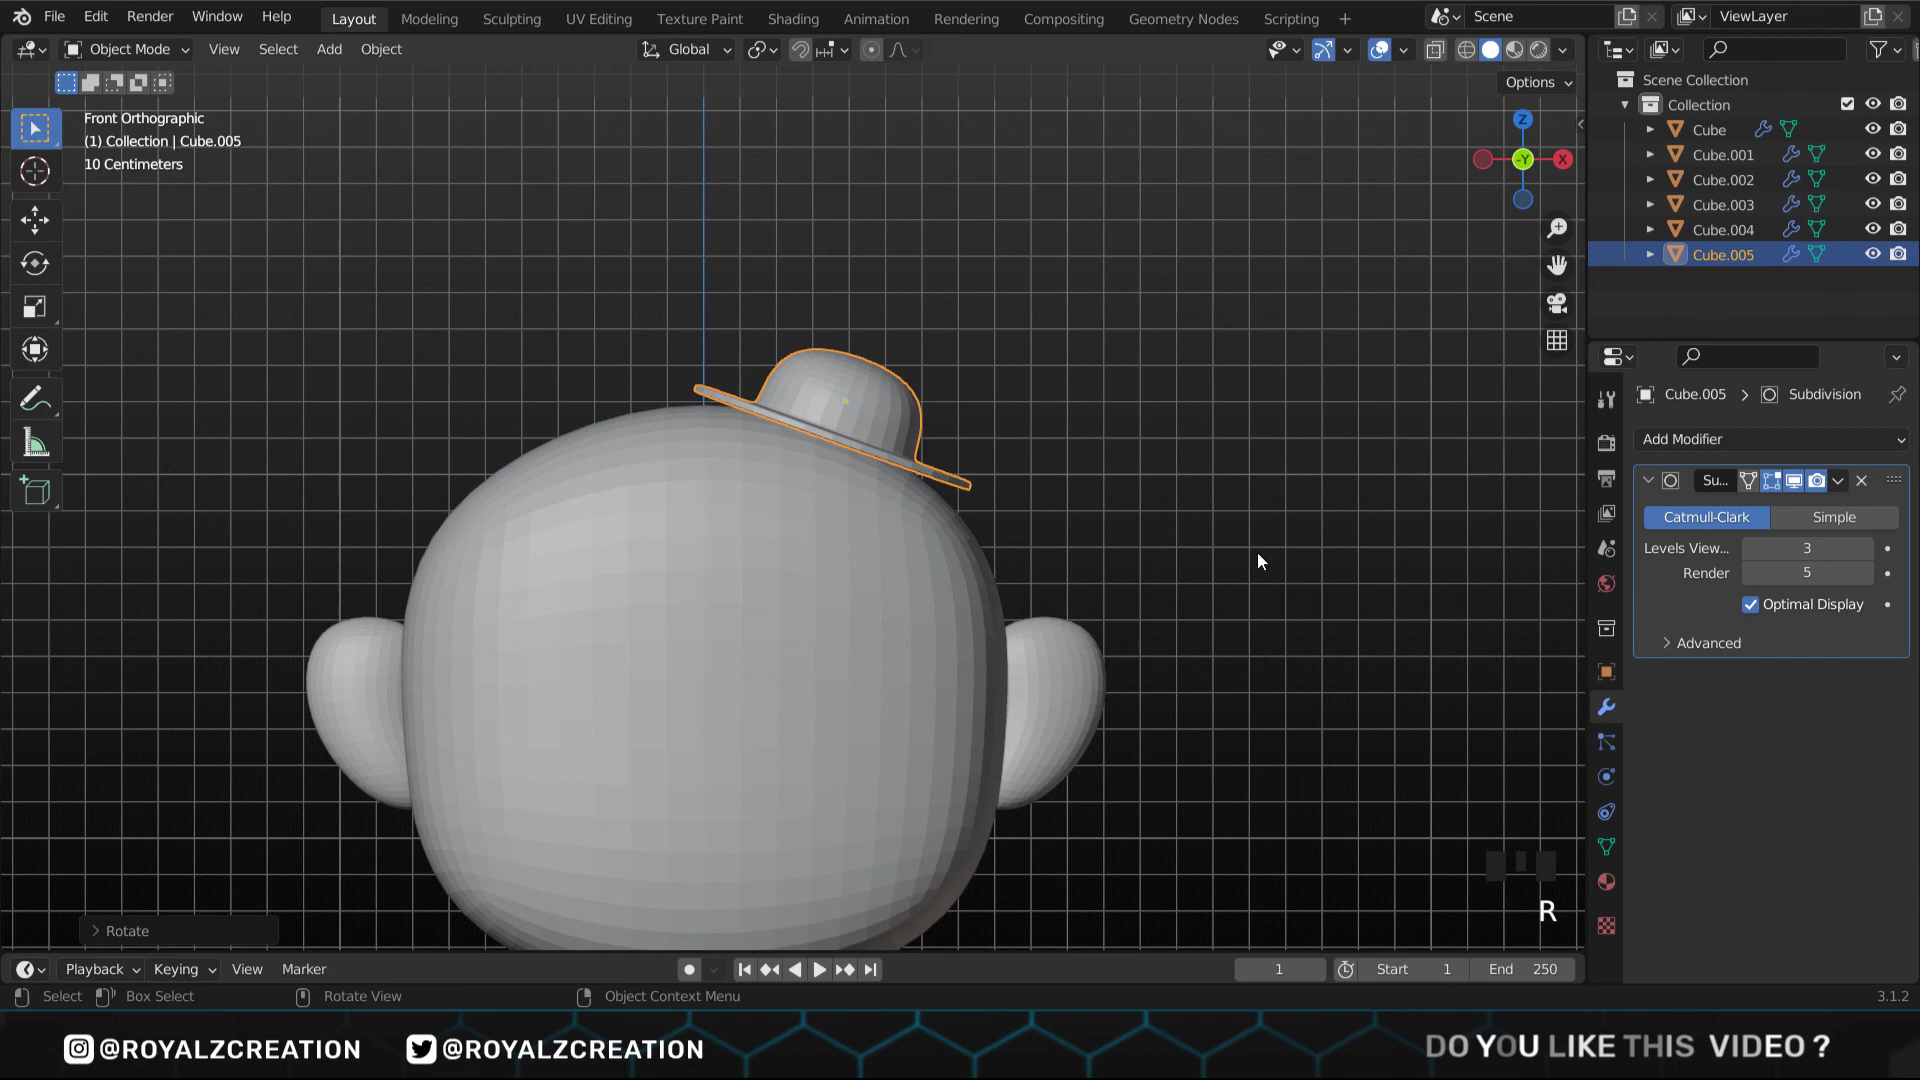 File Edit Render Window Help Layout Modeling Sculpting UV Editing Texture Paint Shading Animation Rendering Compositing Geometry Nodes Scripting + Scene ViewLayer
Object Mode View Select Add Object Global
Options
Front Orthographic
(1) Collection | Cube.005
10 Centimeters
Z
-Y X
Scene Collection
Collection
Cube
Cube.001
Cube.002
Cube.003
Cube.004
Cube.005
Cube.005 > Subdivision
Add Modifier
Su...
Catmull-Clark Simple
Levels View... 3
Render 5
Optimal Display
Advanced
R
Rotate
Playback Keying View Marker 1 Start 1 End 250
Select Box Select Rotate View Object Context Menu 3.1.2
@ROYALZCREATION @ROYALZCREATION DO YOU LIKE THIS VIDEO ?